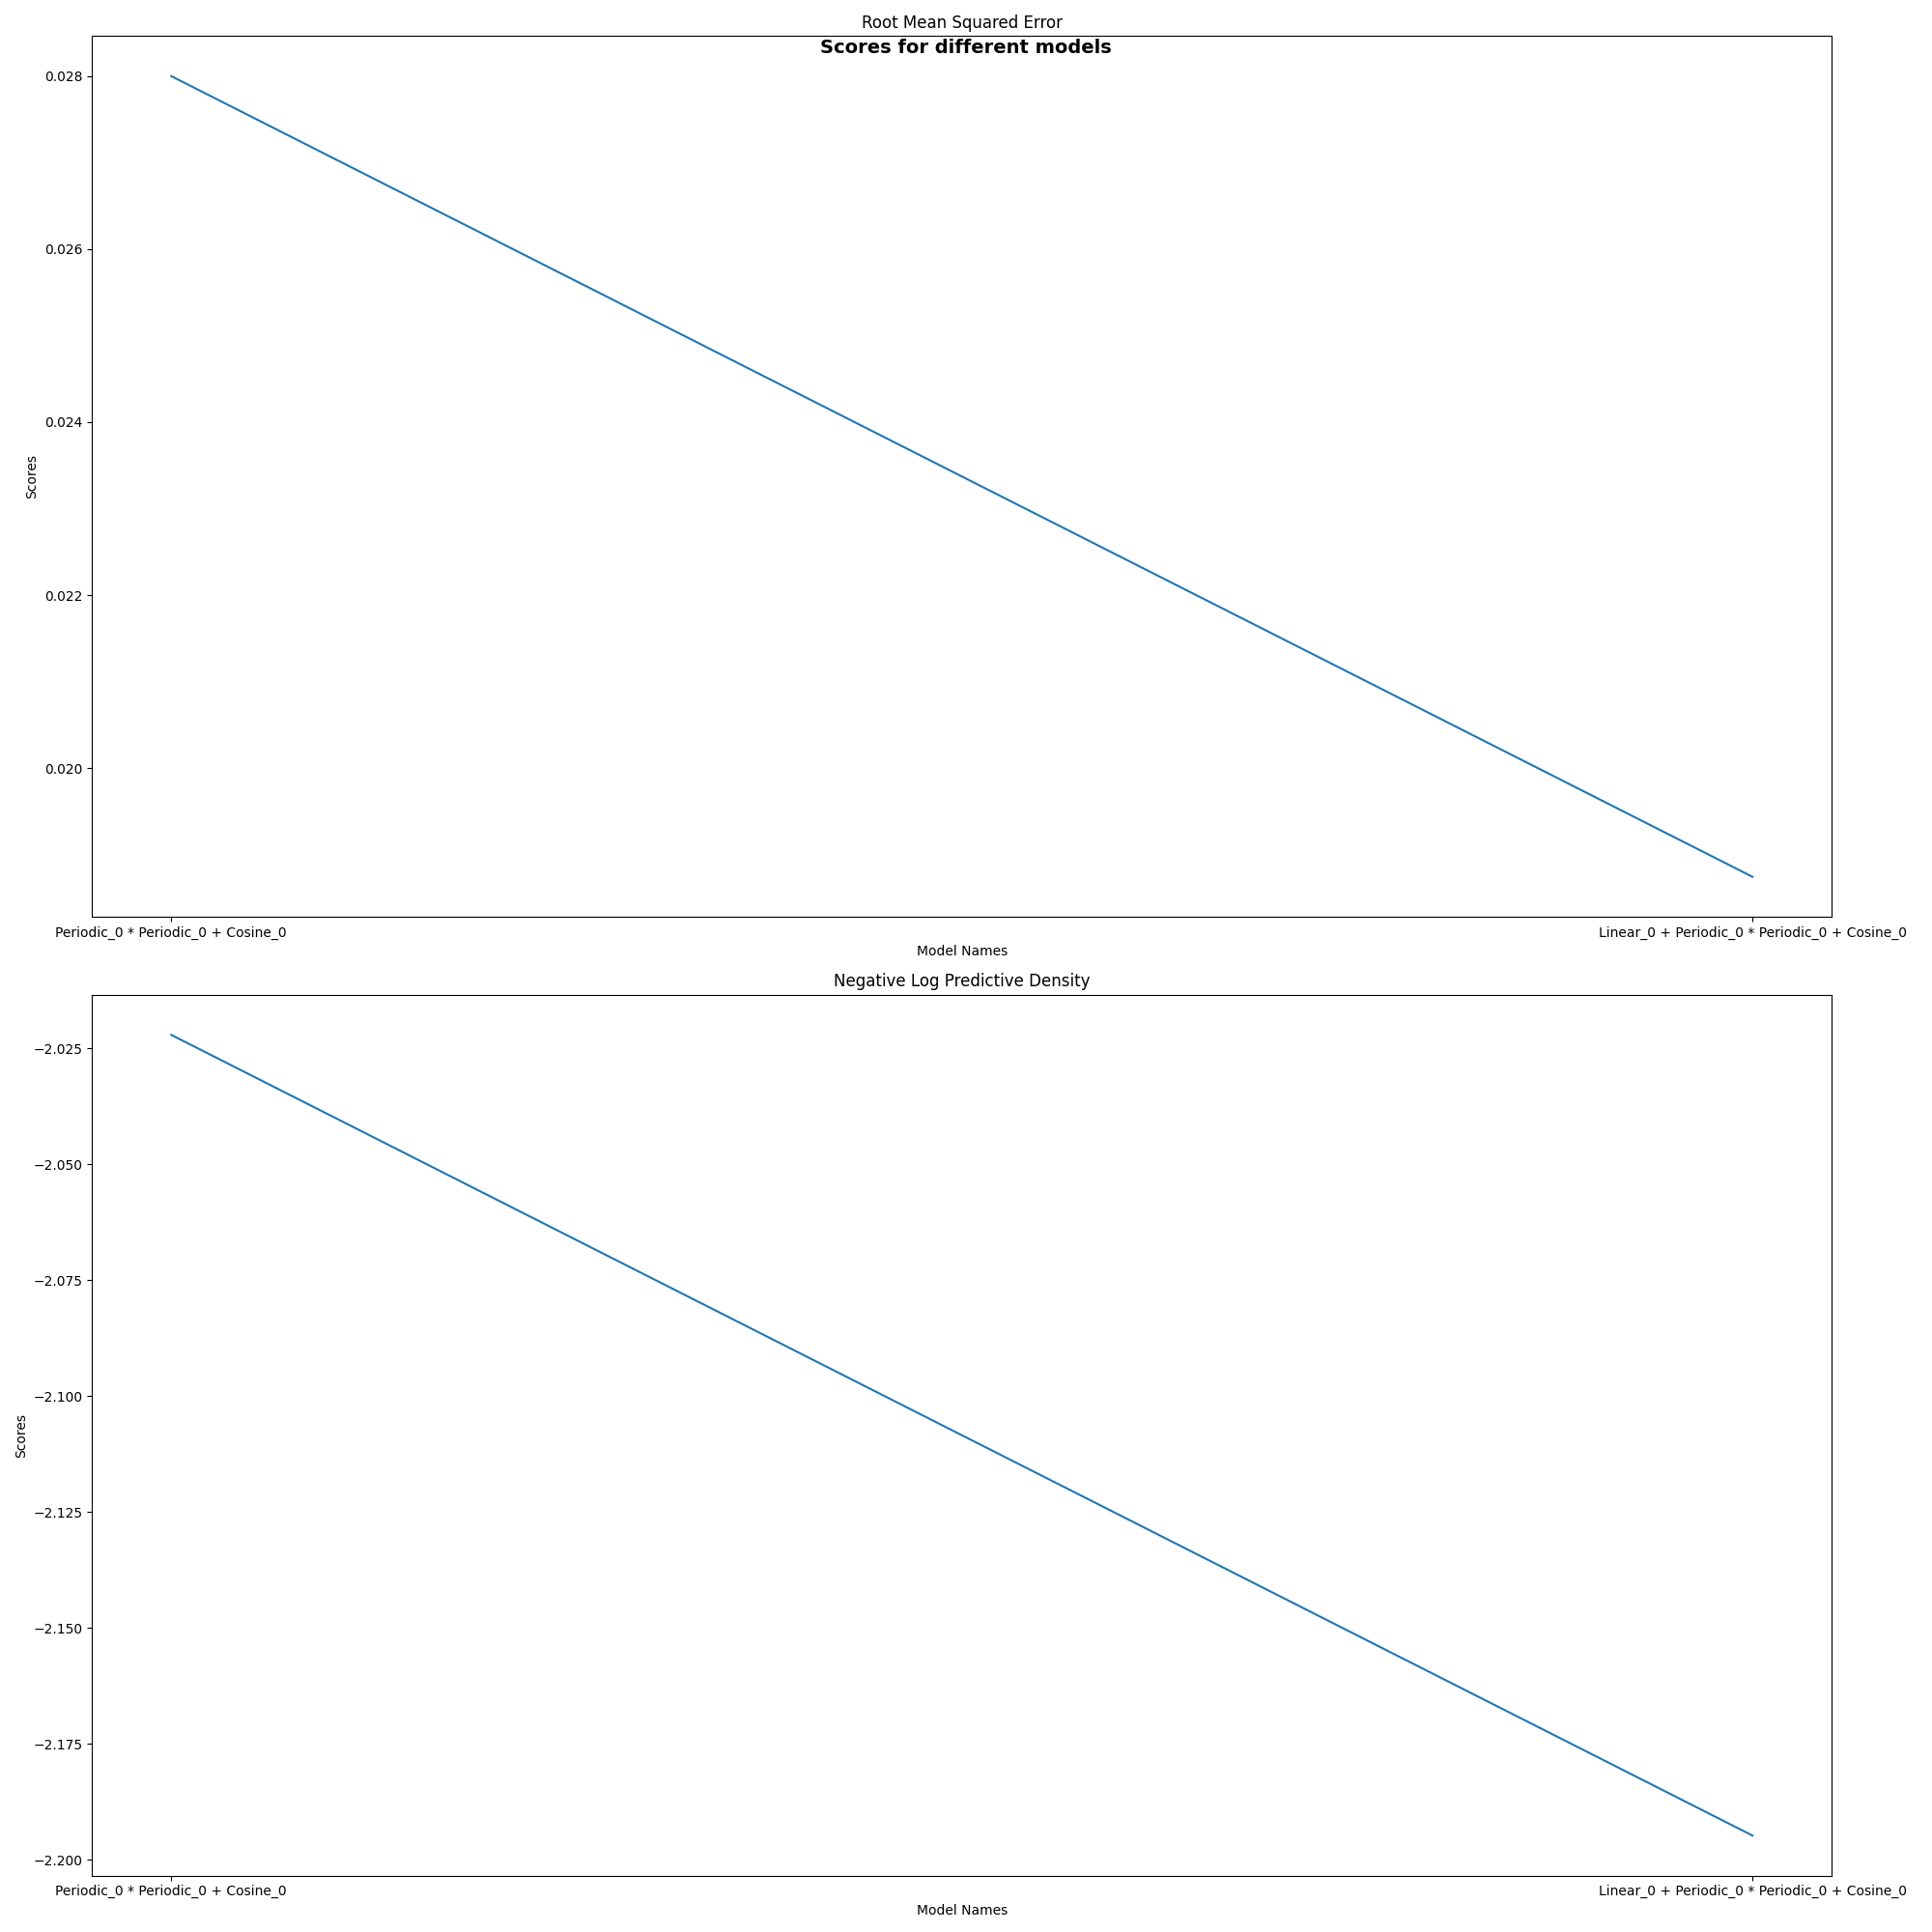 Root Mean Squared Error
Scores for different models
0.028
0.026
0.024
0.022
0.020
Scores
Periodic_0 * Periodic_0 + Cosine_0
Linear_0 + Periodic_0 * Periodic_0 + Cosine_0
Model Names
Negative Log Predictive Density
−2.025
−2.050
−2.075
−2.100
−2.125
−2.150
−2.175
−2.200
Scores
Periodic_0 * Periodic_0 + Cosine_0
Linear_0 + Periodic_0 * Periodic_0 + Cosine_0
Model Names